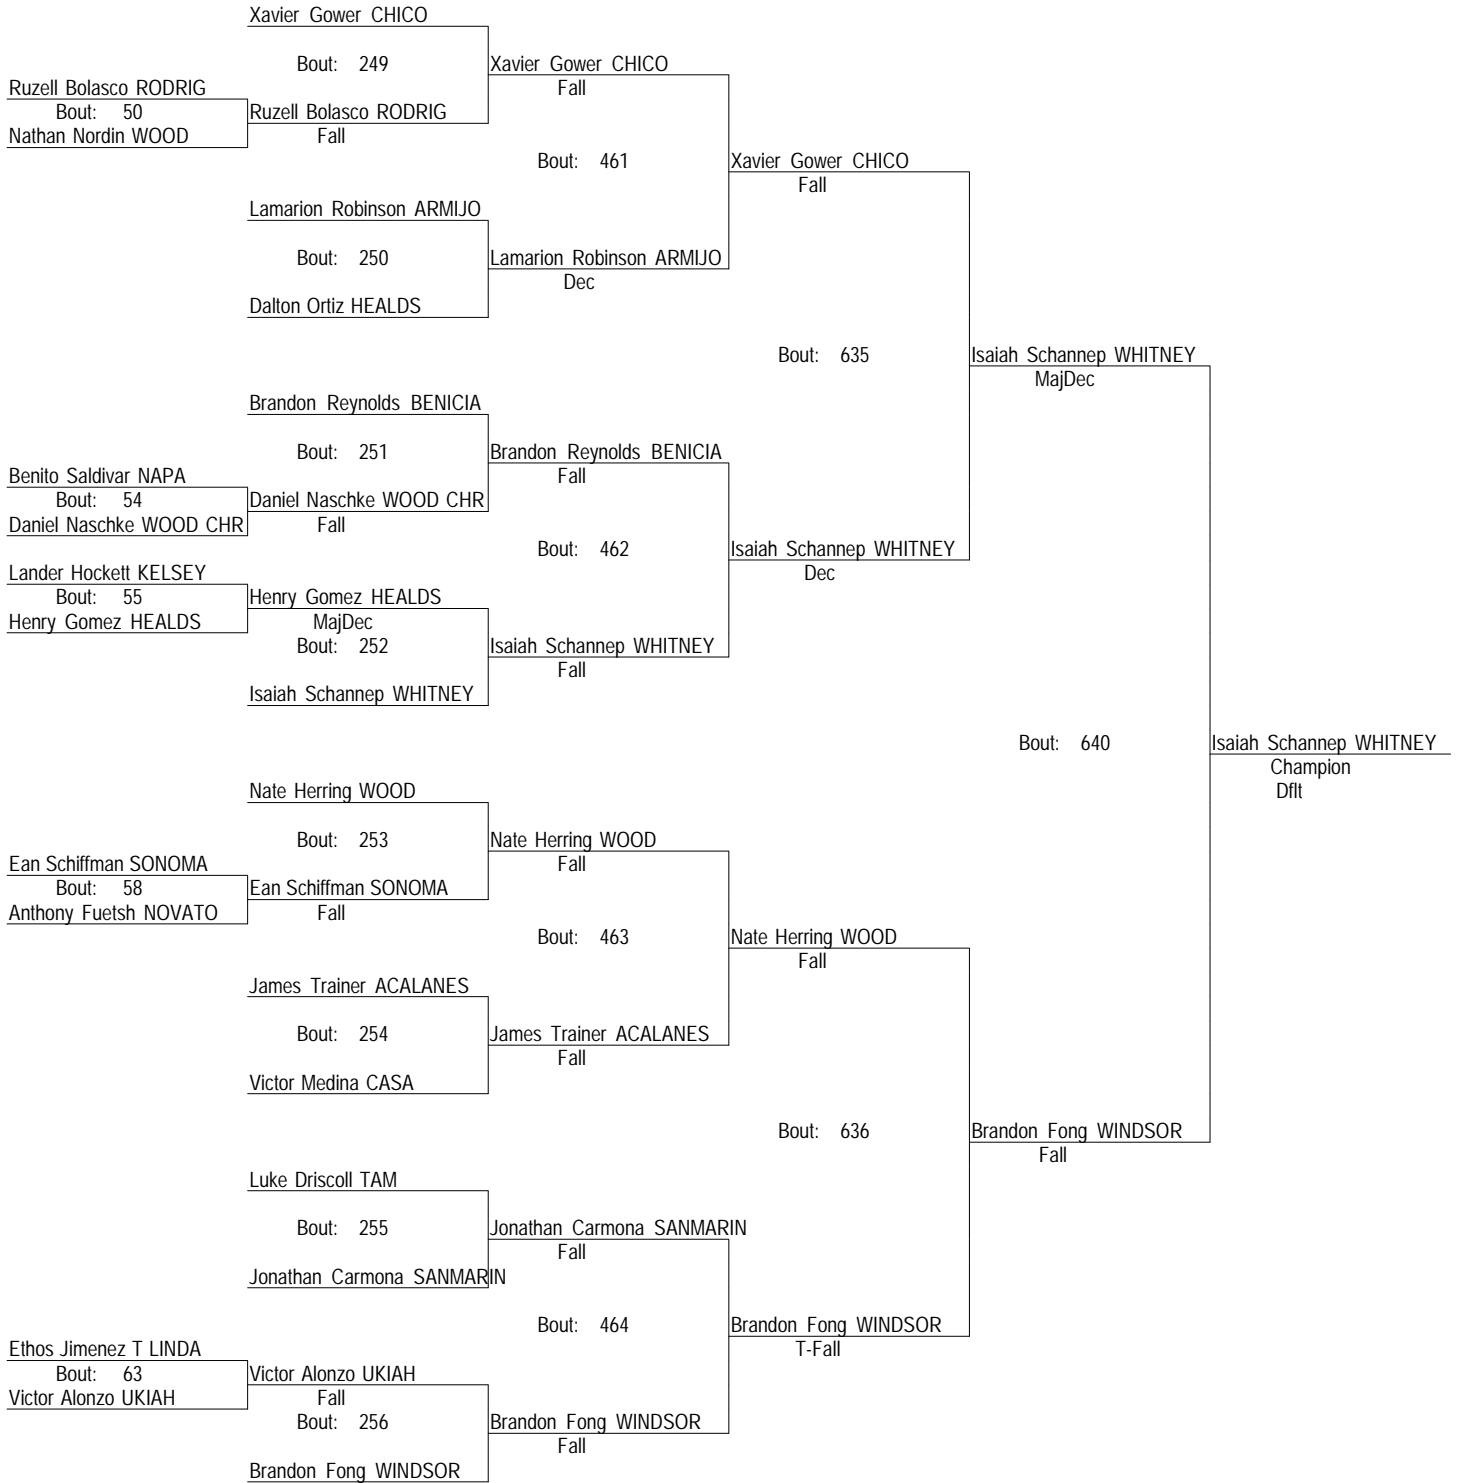 Xavier Gower CHICO
Bout: 249
Xavier Gower CHICO
Fall
Ruzell Bolasco RODRIG
Bout: 50
Ruzell Bolasco RODRIG
Nathan Nordin WOOD
Fall
Bout: 461
Xavier Gower CHICO
Fall
Lamarion Robinson ARMIJO
Bout: 250
Lamarion Robinson ARMIJO
Dec
Dalton Ortiz HEALDS
Bout: 635
Isaiah Schannep WHITNEY
MajDec
Brandon Reynolds BENICIA
Bout: 251
Brandon Reynolds BENICIA
Fall
Benito Saldivar NAPA
Bout: 54
Daniel Naschke WOOD CHR
Daniel Naschke WOOD CHR
Fall
Bout: 462
Isaiah Schannep WHITNEY
Dec
Lander Hockett KELSEY
Bout: 55
Henry Gomez HEALDS
Henry Gomez HEALDS
MajDec
Bout: 252
Isaiah Schannep WHITNEY
Fall
Isaiah Schannep WHITNEY
Bout: 640
Isaiah Schannep WHITNEY
Champion
Dflt
Nate Herring WOOD
Bout: 253
Nate Herring WOOD
Fall
Ean Schiffman SONOMA
Bout: 58
Ean Schiffman SONOMA
Anthony Fuetsh NOVATO
Fall
Bout: 463
Nate Herring WOOD
Fall
James Trainer ACALANES
Bout: 254
James Trainer ACALANES
Fall
Victor Medina CASA
Bout: 636
Brandon Fong WINDSOR
Fall
Luke Driscoll TAM
Bout: 255
Jonathan Carmona SANMARIN
Fall
Jonathan Carmona SANMARIN
Bout: 464
Brandon Fong WINDSOR
T-Fall
Ethos Jimenez T LINDA
Bout: 63
Victor Alonzo UKIAH
Victor Alonzo UKIAH
Fall
Bout: 256
Brandon Fong WINDSOR
Fall
Brandon Fong WINDSOR